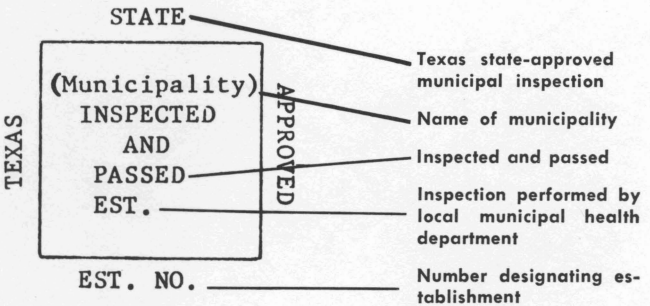 STATE
Texas state-approved
municipal inspection
TEXAS
(Municipality)
INSPECTED
AND
PASSED
EST.
APPROVED
Name of municipality
Inspected and passed
Inspection performed by
local municipal health
department
EST. NO.
Number designating es-
tablishment